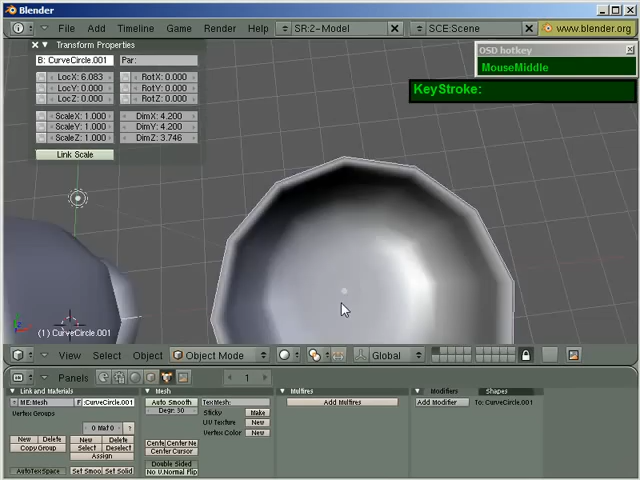 Blender
File Add Timeline Game Render Help SR:2-Model SCE:Scene www.blender.org
OSD hotkey
MouseMiddle
KeyStroke:
Transform Properties
B: CurveCircle.001 Par:
LocX: 6.083 RotX: 0.000
LocY: 0.000 RotY: 0.000
LocZ: 0.000 RotZ: 0.000
ScaleX: 1.000 DimX: 4.200
ScaleY: 1.000 DimY: 4.200
ScaleZ: 1.000 DimZ: 3.746
Link Scale
(1) CurveCircle.001
View Select Object Object Mode Global
Panels 1
Link and Materials Mesh Multires Modifiers Shapes
ME:Mesh F :CurveCircle.001 Auto Smooth TexMesh: Add Multires Add Modifier To: CurveCircle.001
Vertex Groups Degr: 30 Sticky Make
UV Texture New
0 Mat 0 ? Vertex Color New
New Delete New Delete Cente Center Ne
Copy Group Select Deselect Center Cursor
Assign
Double Sided
AutoTexSpace Set Smoo Set Solid No V.Normal Flip